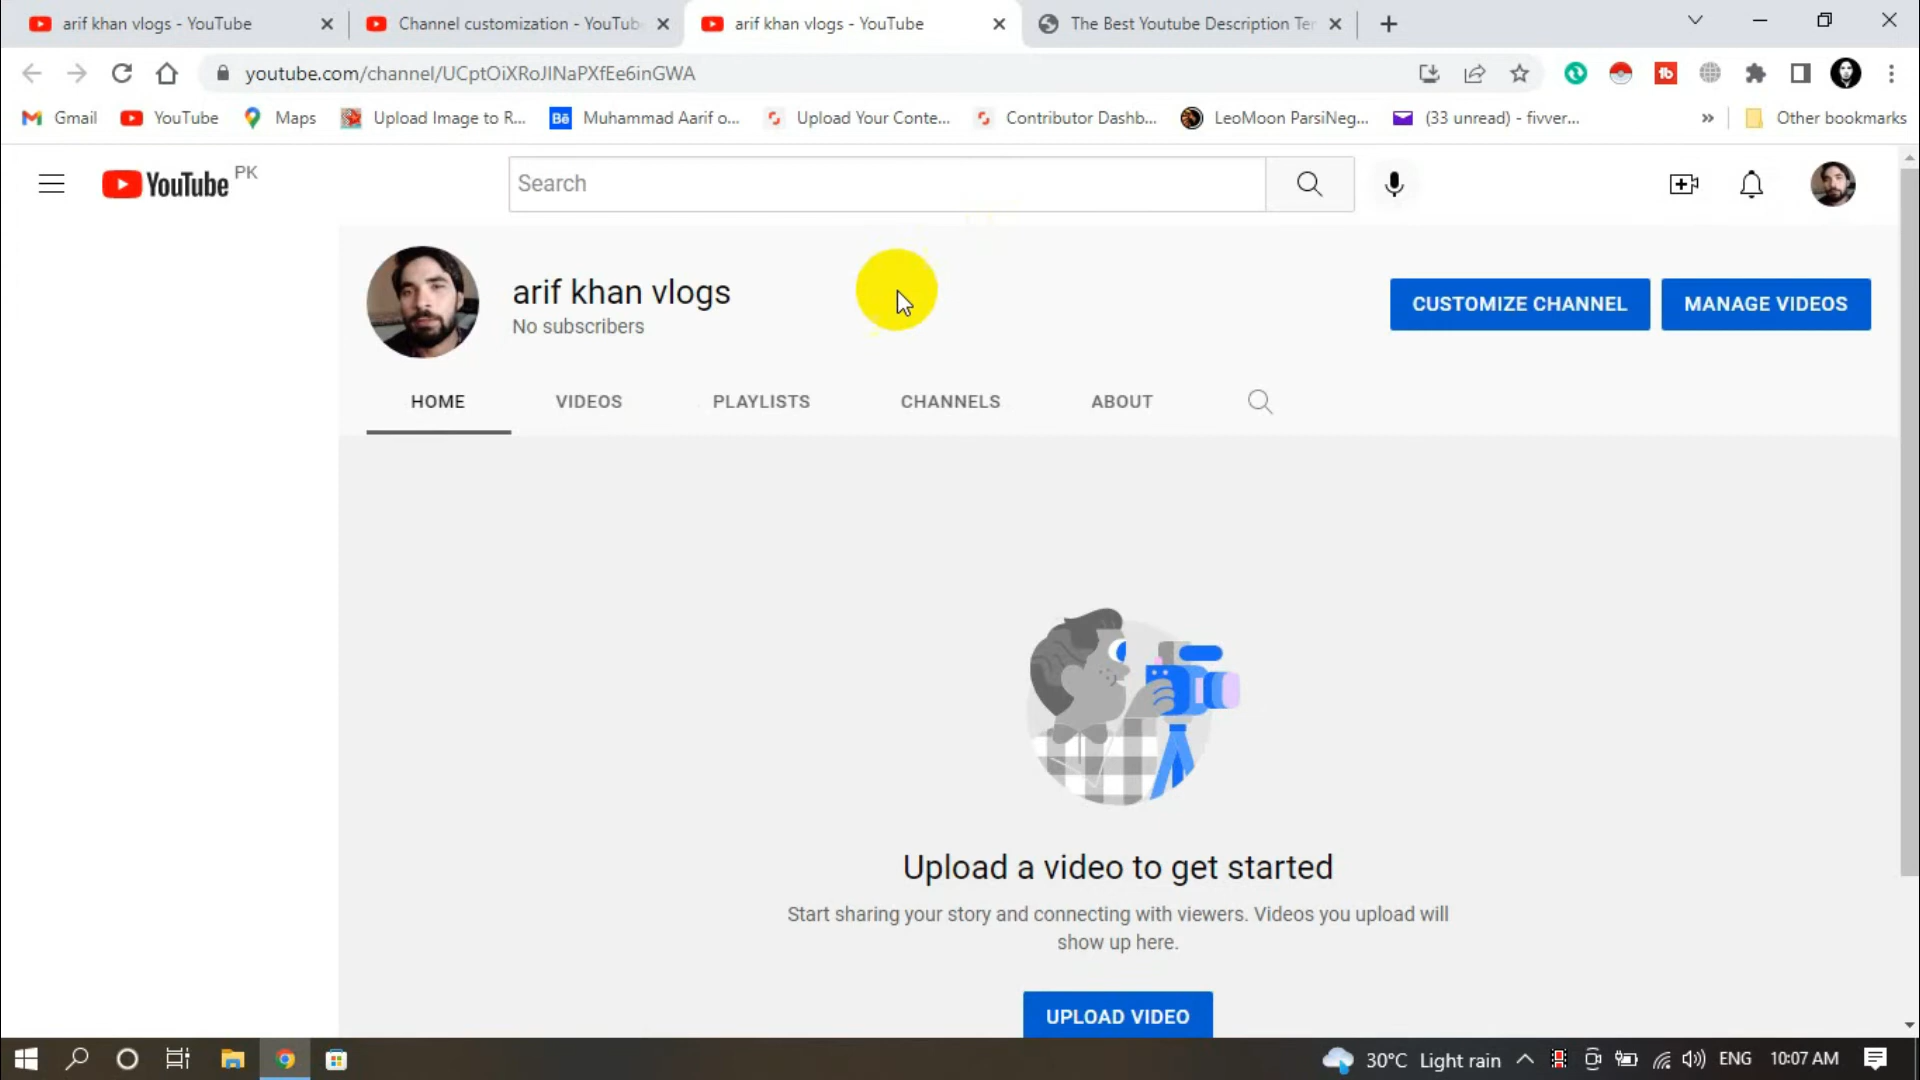 arif khan vlogs - YouTube
Channel customization - YouTub
arif khan vlogs - YouTube
The Best Youtube Description Ter
youtube.com/channel/UCptOiXRoJINaPXfEe6inGWA
Gmail
YouTube
Maps
Upload Image to R...
Bē
Muhammad Aarif o...
Upload Your Conte...
Contributor Dashb...
LeoMoon ParsiNeg...
(33 unread) - fivver...
»
Other bookmarks
YouTube PK
Search
arif khan vlogs
No subscribers
CUSTOMIZE CHANNEL
MANAGE VIDEOS
HOME
VIDEOS
PLAYLISTS
CHANNELS
ABOUT
Upload a video to get started
Start sharing your story and connecting with viewers. Videos you upload will
show up here.
UPLOAD VIDEO
30°C Light rain
ENG
10:07 AM